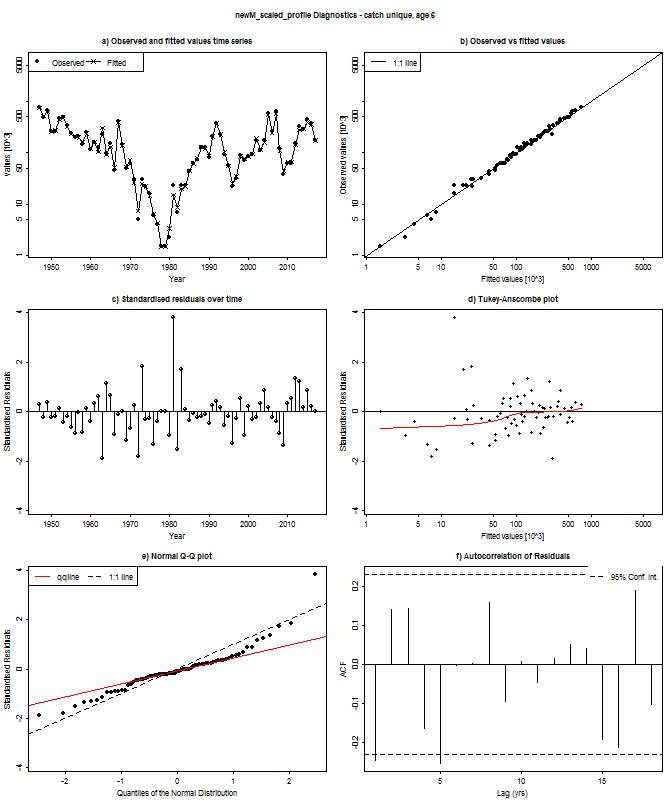 newM_scaled_profile Diagnostics - catch unique, age 6
a) Observed and fitted values time series
Observed Fitted
values [10^3]
1 5 10 50 500 5000
1950 1960 1970 1980 1990 2000 2010
Year
b) Observed vs fitted values
1:1 line
Observed values [10^3]
1 5 10 50 500 5000
1 5 10 50 100 500 1000 5000
Fitted values [10^3]
c) Standardised residuals over time
Standardised Residuals
-4 -2 0 2 4
1950 1960 1970 1980 1990 2000 2010
Year
d) Tukey-Anscombe plot
Standardised Residuals
-4 -2 0 2 4
1 5 10 50 100 500 1000 5000
Fitted values [10^3]
e) Normal Q-Q plot
qqline 1:1 line
Standardised Residuals
-4 -2 0 2 4
-2 -1 0 1 2
Quantiles of the Normal Distribution
f) Autocorrelation of Residuals
95% Conf. Int.
ACF
-0.2 0.0 0.1 0.2
5 10 15
Lag (yrs)